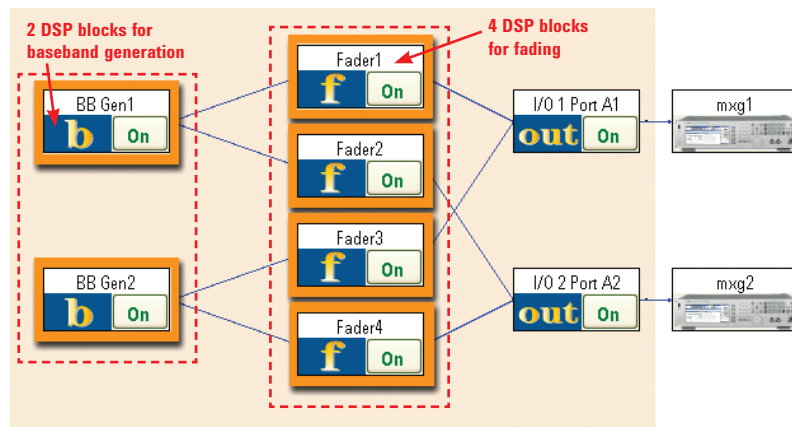 2 DSP blocks for
baseband generation
4 DSP blocks
for fading
BB Gen1
b On
Fader1
f On
Fader2
f On
Fader3
f On
Fader4
f On
BB Gen2
b On
I/O 1 Port A1
out On
mxg1
I/O 2 Port A2
out On
mxg2